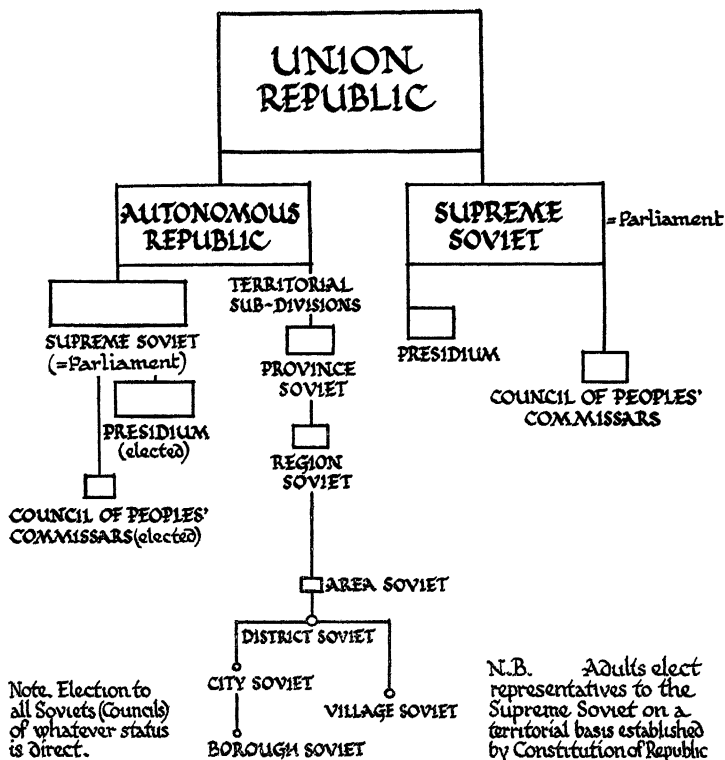 UNION
REPUBLIC
AUTONOMOUS
REPUBLIC
SUPREME
SOVIET
=Parliament
TERRITORIAL
SUB-DIVISIONS
SUPREME SOVIET
(=Parliament)
PROVINCE
SOVIET
PRESIDIUM
COUNCIL OF PEOPLES'
COMMISSARS
PRESIDIUM
(elected)
REGION
SOVIET
COUNCIL OF PEOPLES'
COMMISSARS (elected)
AREA SOVIET
DISTRICT SOVIET
CITY SOVIET
VILLAGE SOVIET
BOROUGH SOVIET
Note. Election to
all Soviets (Councils)
of whatever status
is direct.
N.B. Adults elect
representatives to the
Supreme Soviet on a
territorial basis established
by Constitution of Republic